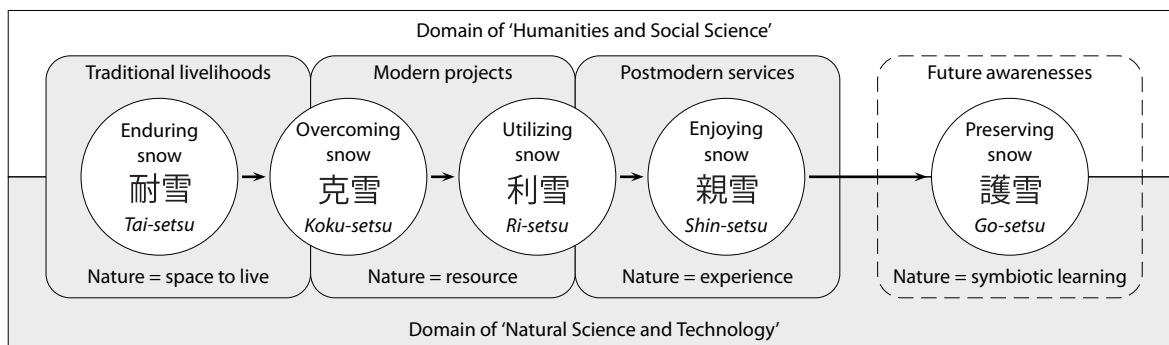 Domain of ‘Humanities and Social Science’
Traditional livelihoods
Enduring
snow
耐雪
Tai-setsu
Nature = space to live
Modern projects
Overcoming
snow
克雪
Koku-setsu
Utilizing
snow
利雪
Ri-setsu
Nature = resource
Postmodern services
Enjoying
snow
親雪
Shin-setsu
Nature = experience
Future awarenesses
Preserving
snow
護雪
Go-setsu
Nature = symbiotic learning
Domain of ‘Natural Science and Technology’